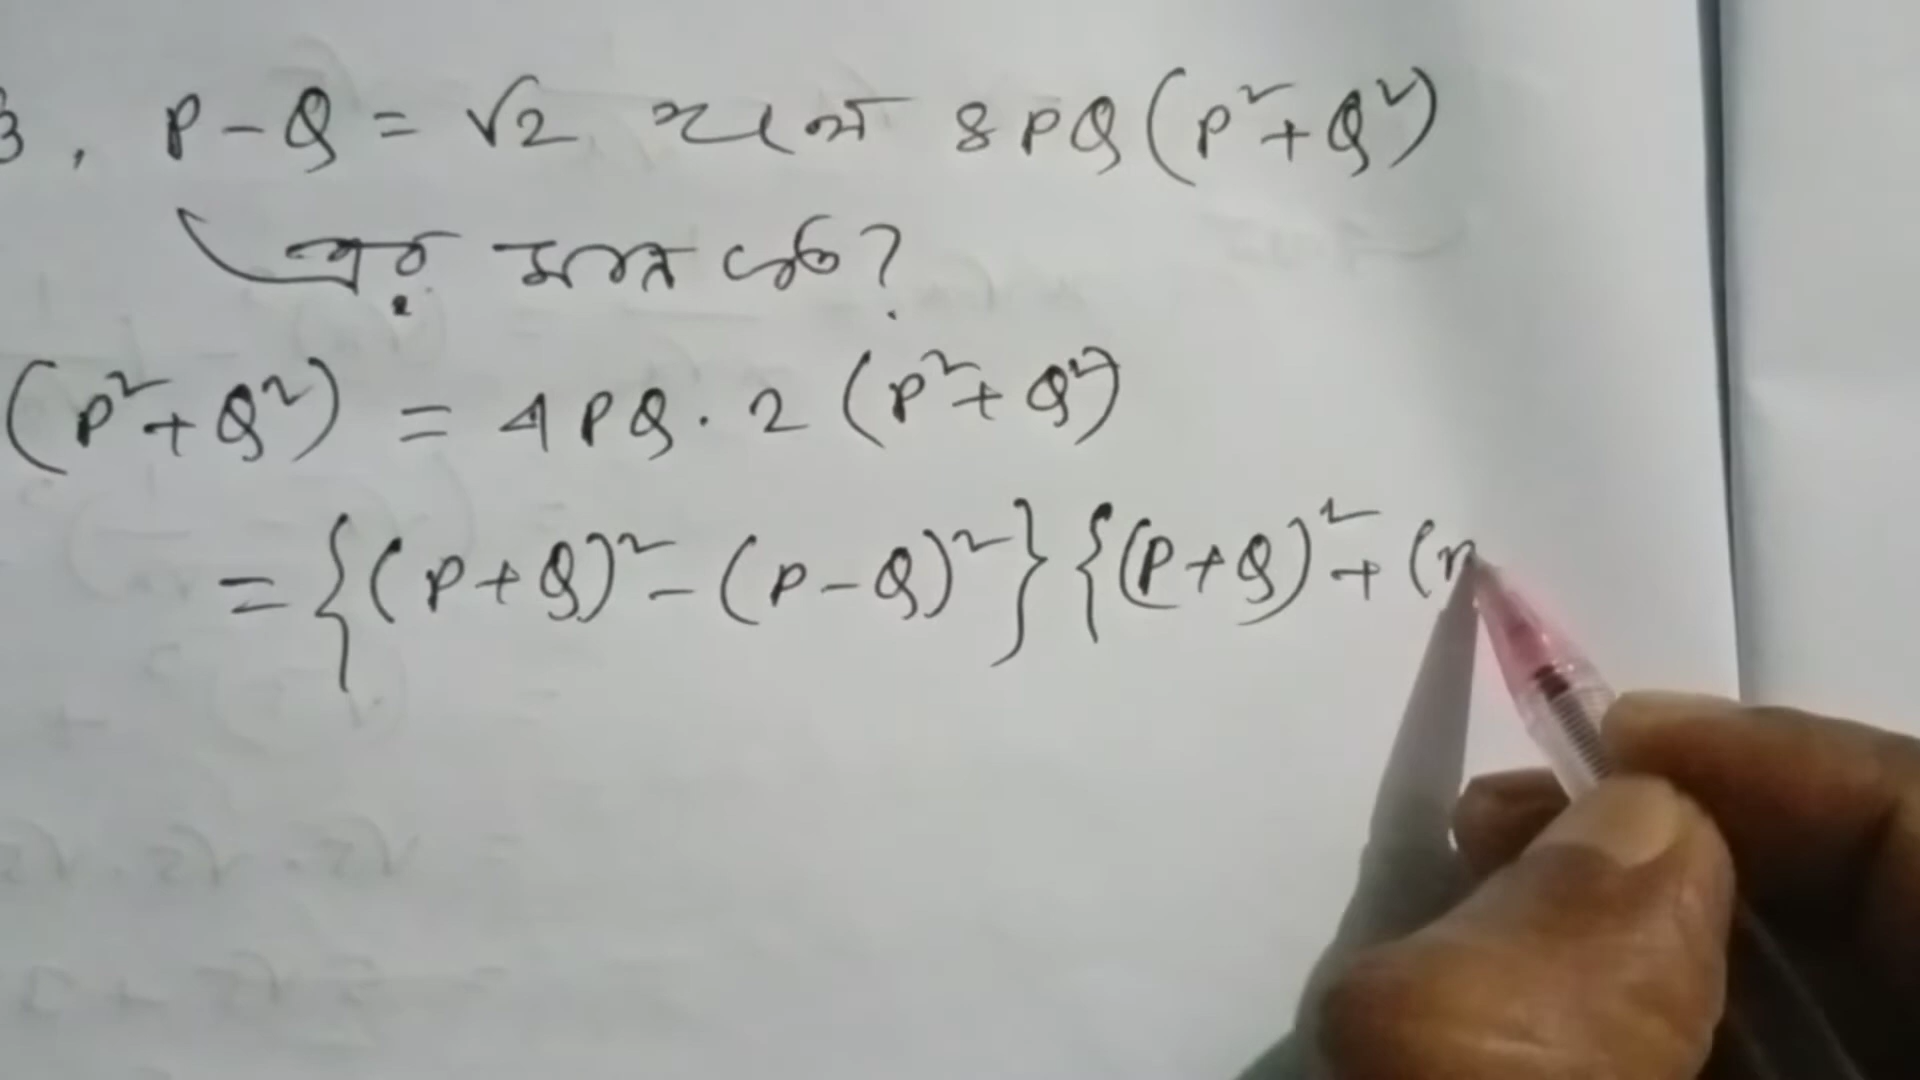 3, P - Q = √2 হলে 8PQ(P² + Q²)
এর মান কত?
(P² + Q²) = 4PQ. 2 (P² + Q²)
= {(P + Q)² - (P - Q)²} {(P + Q)² + (P